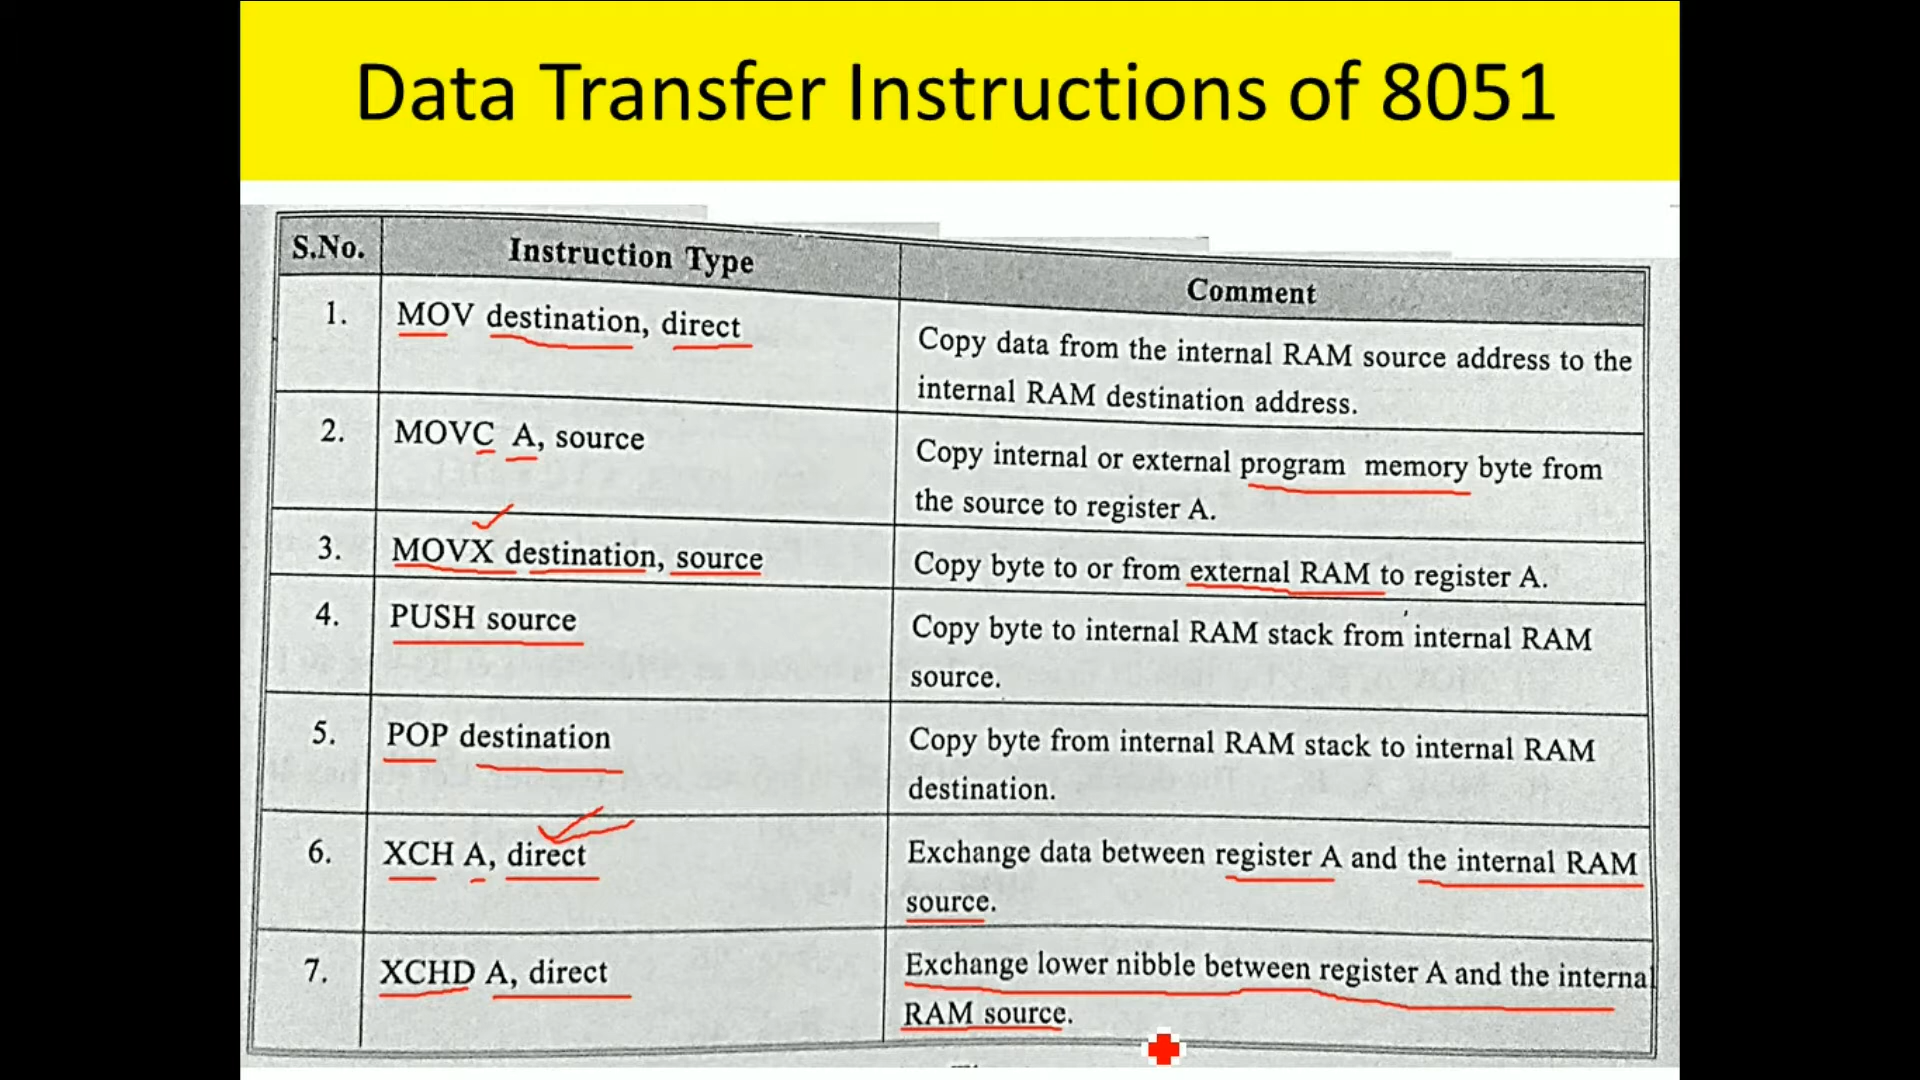 Data Transfer Instructions of 8051
S.No. Instruction Type Comment
1. MOV destination, direct Copy data from the internal RAM source address to the
internal RAM destination address.
2. MOVC A, source Copy internal or external program memory byte from
the source to register A.
3. MOVX destination, source Copy byte to or from external RAM to register A.
4. PUSH source Copy byte to internal RAM stack from internal RAM
source.
5. POP destination Copy byte from internal RAM stack to internal RAM
destination.
6. XCH A, direct Exchange data between register A and the internal RAM
source.
7. XCHD A, direct Exchange lower nibble between register A and the internal
RAM source.